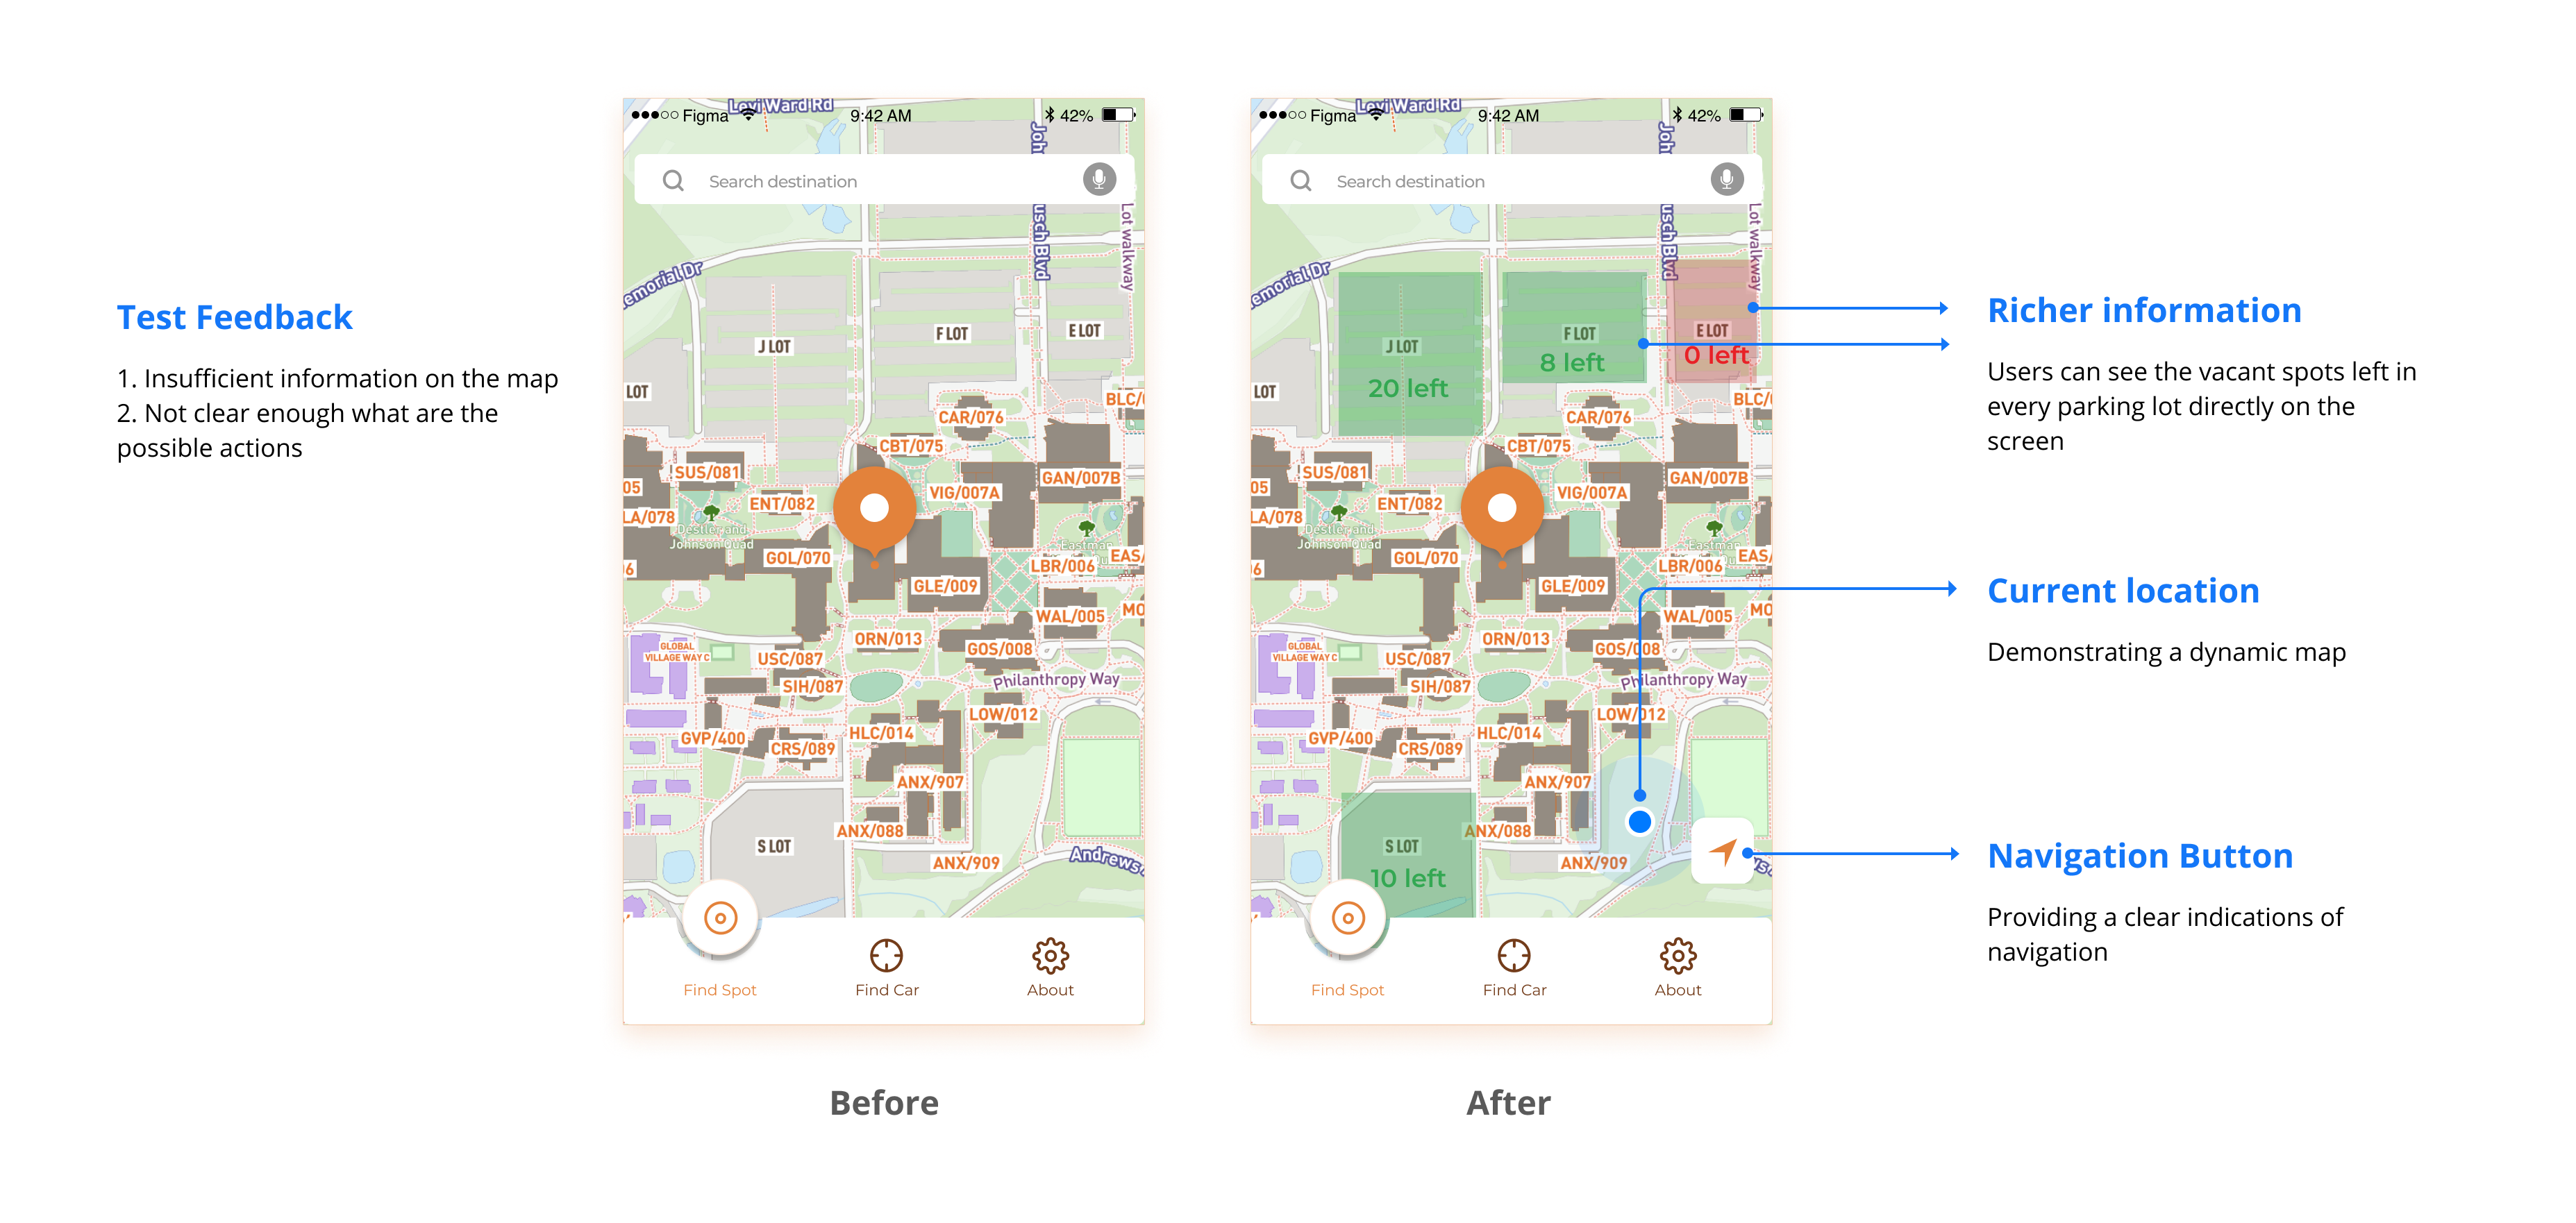 Test Feedback
1. Insufficient information on the map
2. Not clear enough what are the
possible actions
Levi Ward Rd
Figma
9:42 AM
42%
Search destination
Lot walkway
J LOT
F LOT
E LOT
LOT
CAR/076
CBT/075
SUS/081
GAN/007B
05
VIG/007A
ENT/082
LA/078
Destler and
Johnson Quad
GOL/070
LBR/006
EAS/
6
GLE/009
WAL/005
MO
ORN/013
GLOBAL
VILLAGE WAY C
USC/087
GOS/008
SIH/087
Philanthropy Way
LOW/012
GVP/400
CRS/089
HLC/014
ANX/907
ANX/088
S LOT
ANX/909
Andrews
Find Spot
Find Car
About
Before
Levi Ward Rd
Figma
9:42 AM
42%
Search destination
Lot walkway
J LOT
20 left
F LOT
8 left
E LOT
0 left
LOT
CAR/076
CBT/075
SUS/081
GAN/007B
05
VIG/007A
ENT/082
LA/078
Destler and
Johnson Quad
GOL/070
LBR/006
EAS/
6
GLE/009
WAL/005
MO
ORN/013
GLOBAL
VILLAGE WAY C
USC/087
GOS/008
SIH/087
Philanthropy Way
LOW/012
GVP/400
CRS/089
HLC/014
ANX/907
ANX/088
S LOT
10 left
ANX/909
Find Spot
Find Car
About
After
Richer information
Users can see the vacant spots left in
every parking lot directly on the
screen
Current location
Demonstrating a dynamic map
Navigation Button
Providing a clear indications of
navigation